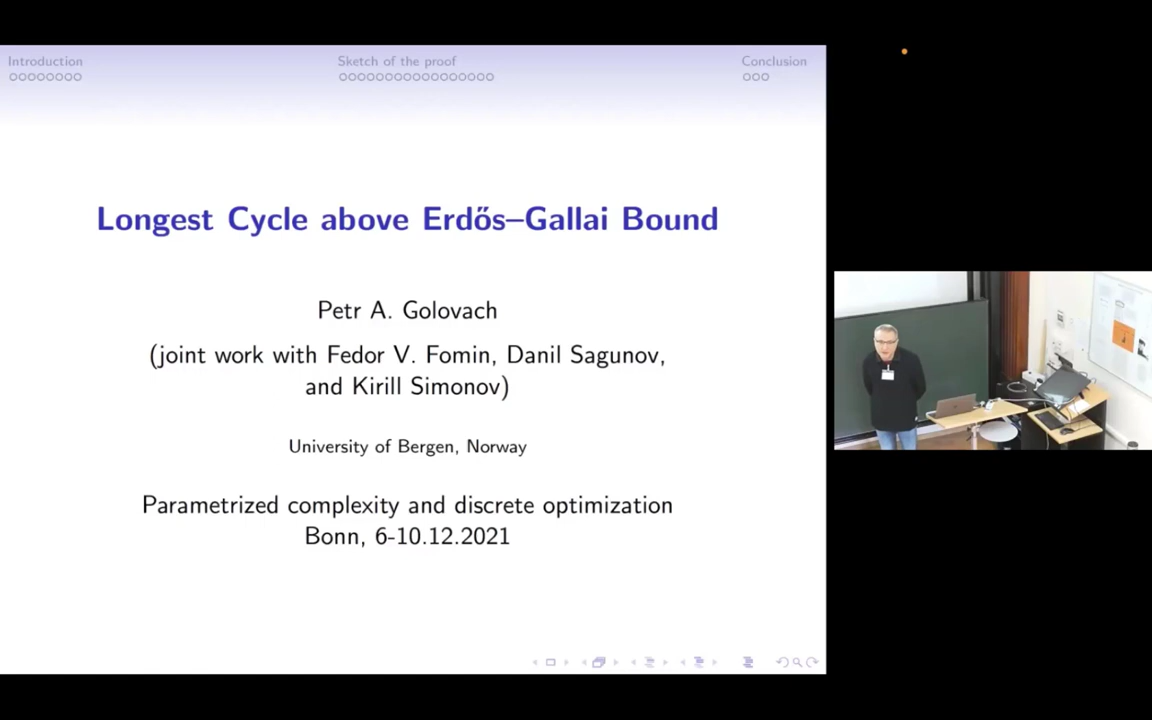 Introduction
Sketch of the proof
Conclusion
Longest Cycle above Erdős–Gallai Bound
Petr A. Golovach
(joint work with Fedor V. Fomin, Danil Sagunov,
and Kirill Simonov)
University of Bergen, Norway
Parametrized complexity and discrete optimization
Bonn, 6-10.12.2021